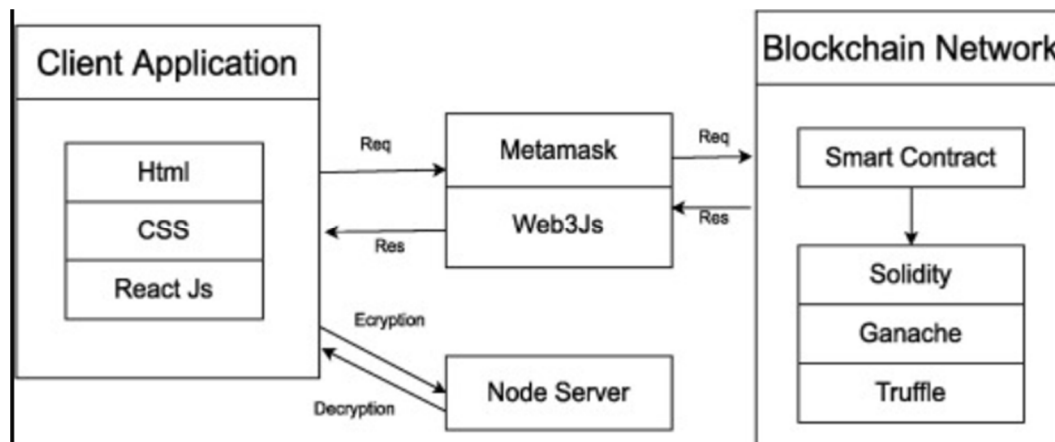 Client Application
Html
CSS
React Js
Req
Res
Metamask
Web3Js
Req
Res
Ecryption
Decryption
Node Server
Blockchain Network
Smart Contract
Solidity
Ganache
Truffle